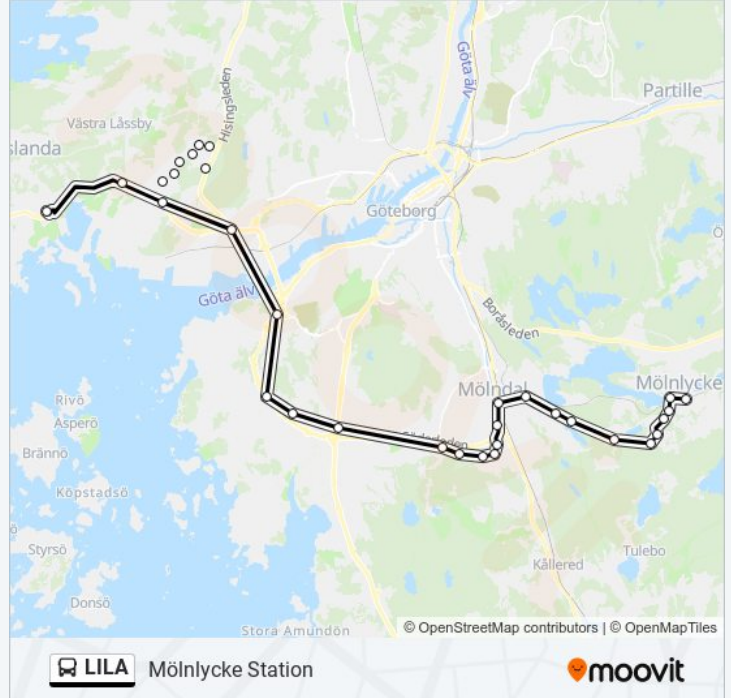 Göta älv
Partille
Hisingsleden
Västra Låssby
slanda
Göteborg
Ö
Göta älv
Boråsleden
Mölndal
Mölnlycke
Rivö
Asperö
Brännö
Köpstadsö
ö
Styrsö
Tulebo
Kållered
Donsö
Stora Amundön
© OpenStreetMap contributors | © OpenMapTiles
LILA Mölnlycke Station
moovit